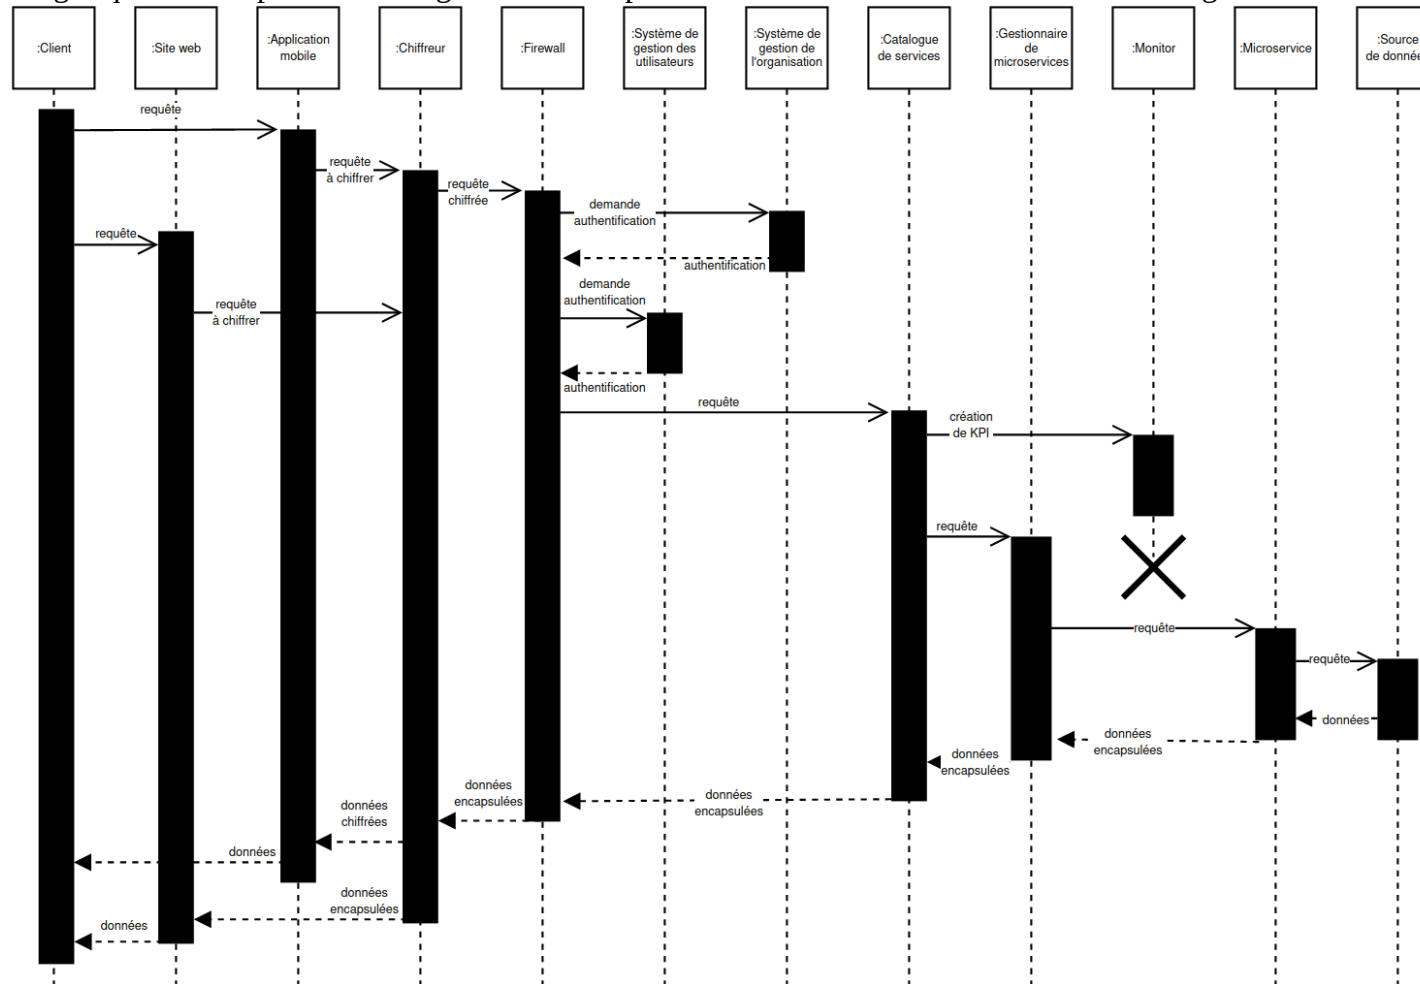 :Client
:Site web
:Application
mobile
:Chiffreur
:Firewall
:Système de
gestion des
utilisateurs
:Système de
gestion de
l'organisation
:Catalogue
de services
:Gestionnaire
de
microservices
:Monitor
:Microservice
:Source
de donnée
requête
requête
à chiffrer
requête
chiffrée
demande
authentification
requête
authentification
demande
authentification
requête
à chiffrer
authentification
requête
création
de KPI
requête
requête
requête
données
données
encapsulées
données
encapsulées
données
encapsulées
données
encapsulées
données
chiffrées
données
données
encapsulées
données